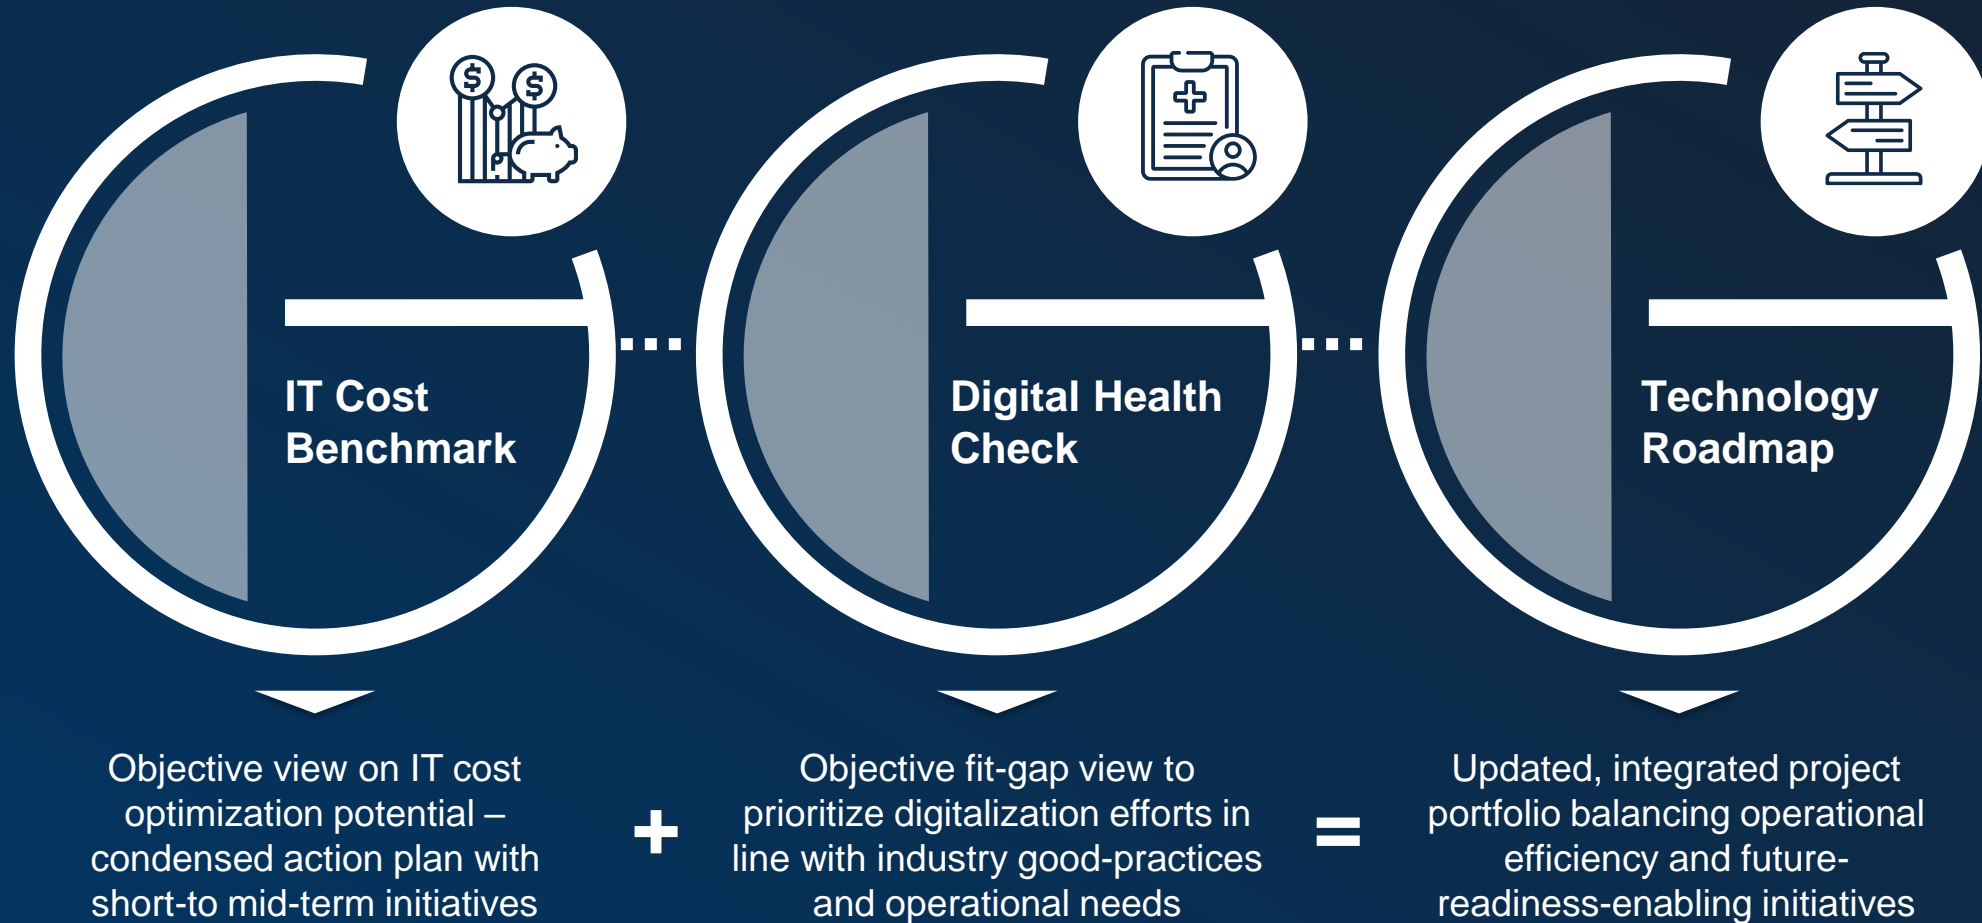 IT Cost
Benchmark
Digital Health
Check
Technology
Roadmap
Objective view on IT cost
optimization potential –
condensed action plan with
short-to mid-term initiatives
+
Objective fit-gap view to
prioritize digitalization efforts in
line with industry good-practices
and operational needs
=
Updated, integrated project
portfolio balancing operational
efficiency and future-
readiness-enabling initiatives